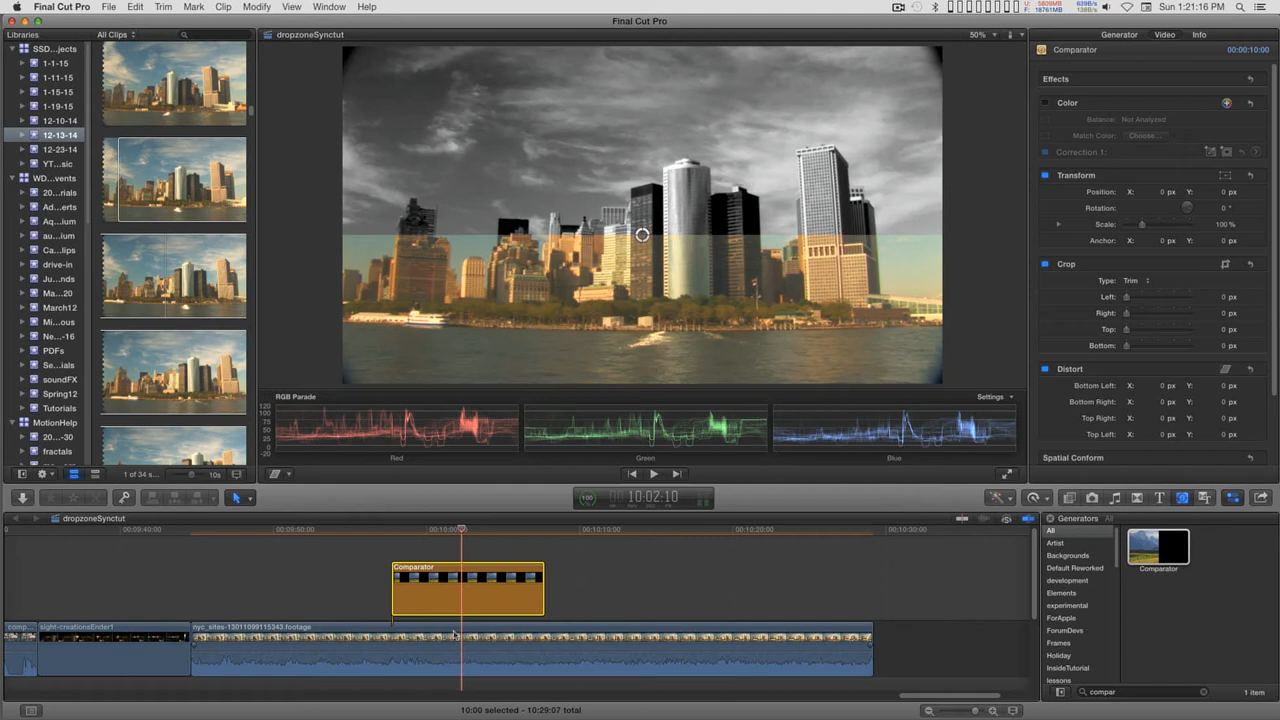 Final Cut Pro File Edit Trim Mark Clip Modify View Window Help
U: 5809MB 639B/s
F: 18761MB 138B/s
Sun 1:21:16 PM
Final Cut Pro
Libraries All Clips dropzoneSynctut 50% Generator Video Info
SSD...jects
1-1-15
1-11-15
1-15-15
1-19-15
12-10-14
12-13-14
12-23-14
YT...sic
WD...vents
20...rials
Ad...erts
Aq...ium
au...ium
Ca...lips
drive-in
Ju...nds
Ma...20
March12
Mi...ous
Ne...-16
PDFs
Se...ials
soundFX
Spring12
Tutorials
MotionHelp
20...-30
fractals
1 of 34 s... 10s
Comparator 00:00:10:00
Effects
Color
Balance: Not Analyzed
Match Color: Choose...
Correction 1:
Transform
Position: X: 0 px Y: 0 px
Rotation: 0 °
Scale: 100 %
Anchor: X: 0 px Y: 0 px
Crop
Type: Trim
Left: 0 px
Right: 0 px
Top: 0 px
Bottom: 0 px
Distort
Bottom Left: X: 0 px Y: 0 px
Bottom Right: X: 0 px Y: 0 px
Top Right: X: 0 px Y: 0 px
Top Left: X: 0 px Y: 0 px
Spatial Conform
RGB Parade Settings
120
100
75
50
25
0
-20
Red Green Blue
100 10:02:10
dropzoneSynctut
00:09:40:00 00:09:50:00 00:10:00:00 00:10:10:00 00:10:20:00 00:10:30:00
Comparator
comp... sight-creationsEnder1 nyc_sites-13011099115343.footage
Generators All
All
Artist
Backgrounds
Default Reworked
development
Elements
experimental
ForApple
ForumDevs
Frames
Holiday
InsideTutorial
lessons
Comparator
compar 1 item
10:00 selected - 10:29:07 total